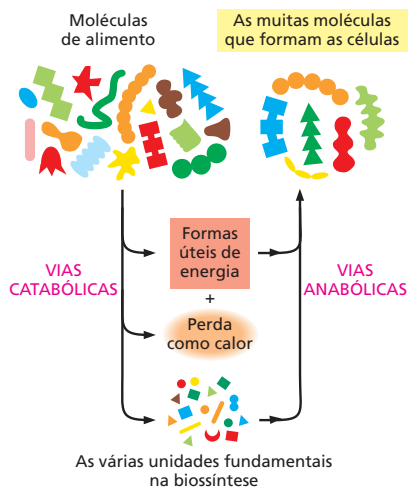 Moléculas
de alimento
As muitas moléculas
que formam as células
Formas
úteis de
energia
+
Perda
como calor
VIAS
CATABÓLICAS
VIAS
ANABÓLICAS
As várias unidades fundamentais
na biossíntese